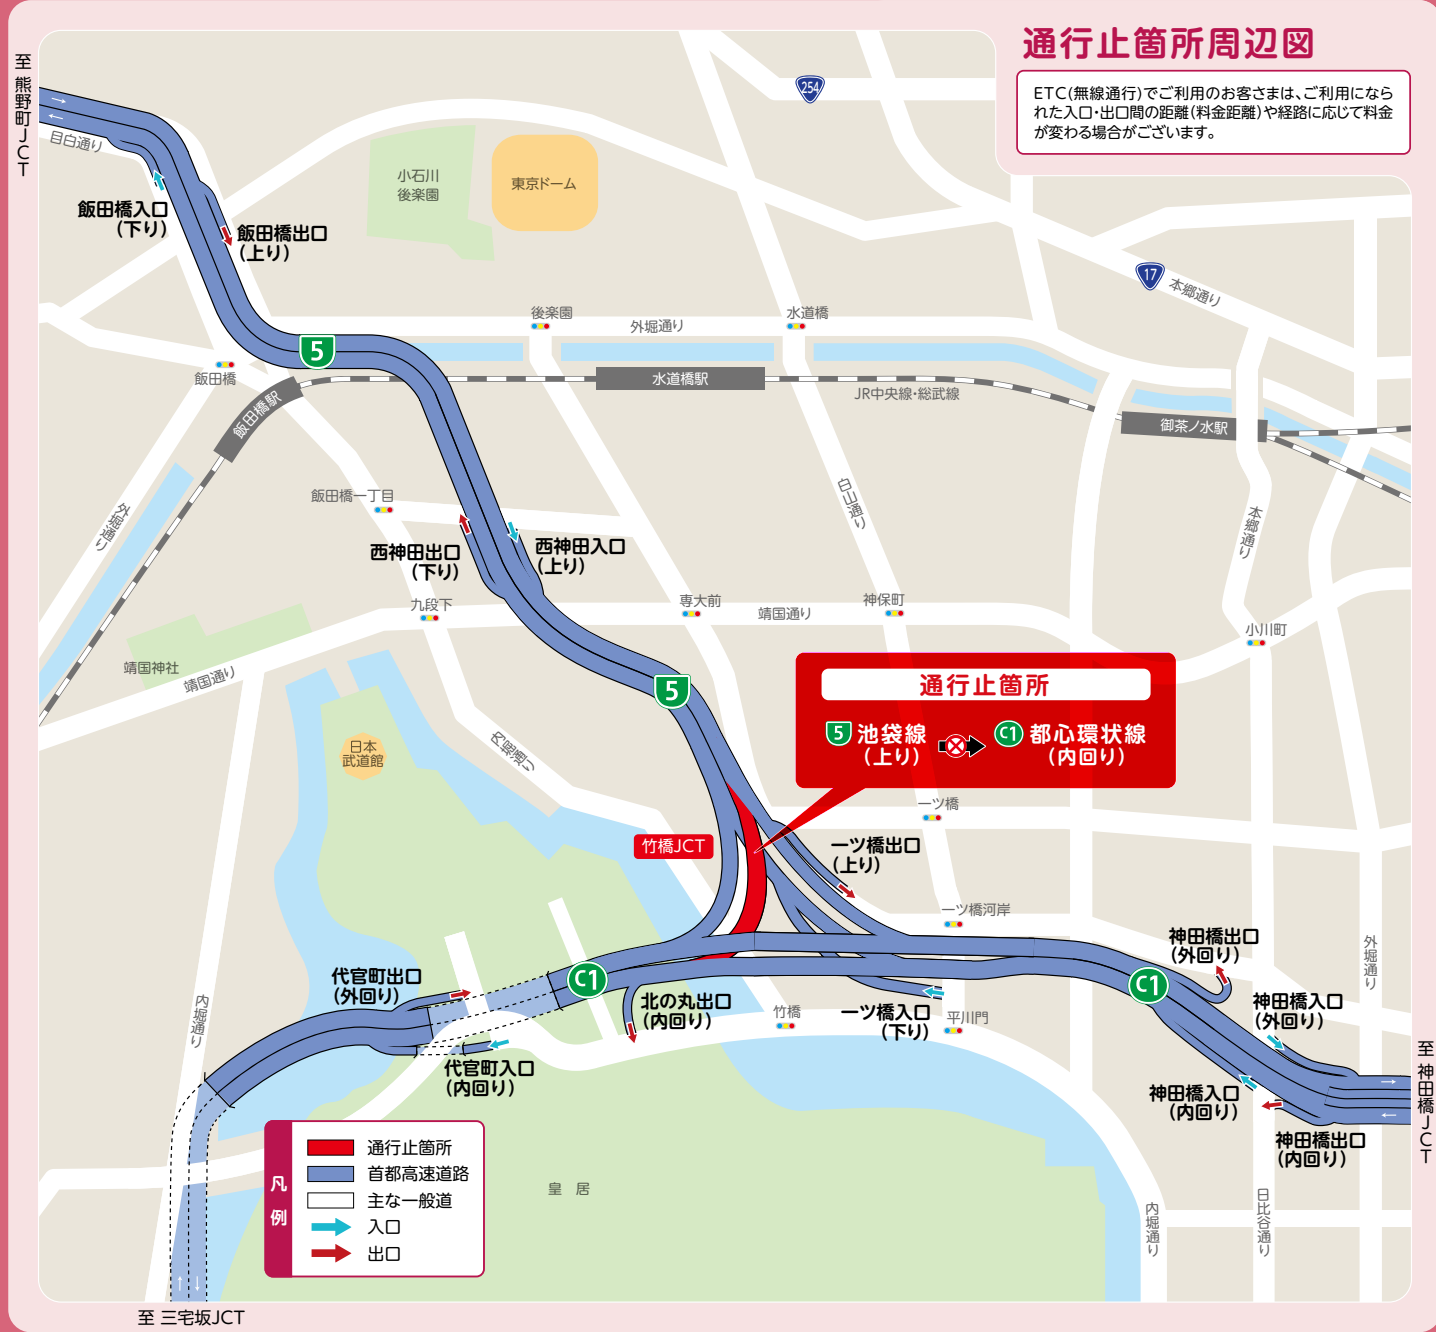 通行止箇所周辺図
ETC(無線通行)でご利用のお客さまは、ご利用になら
れた入口・出口間の距離(料金距離)や経路に応じて料金
が変わる場合がございます。
至 熊野町JCT
目白通り
254
小石川
後楽園
東京ドーム
飯田橋入口
(下り)
飯田橋出口
(上り)
17
本郷通り
後楽園
外堀通り
水道橋
5
飯田橋
飯田橋駅
水道橋駅
JR中央線・総武線
御茶ノ水駅
外堀通り
飯田橋一丁目
白山通り
本郷通り
西神田出口
(下り)
西神田入口
(上り)
九段下
専大前
靖国通り
神保町
小川町
靖国神社
靖国通り
5
通行止箇所
5 池袋線
(上り)
C1 都心環状線
(内回り)
日本
武道館
内堀通り
竹橋JCT
一ツ橋
一ツ橋出口
(上り)
一ツ橋河岸
神田橋出口
(外回り)
外堀通り
内堀通り
代官町出口
(外回り)
C1
北の丸出口
(内回り)
竹橋
一ツ橋入口
(下り)
平川門
C1
神田橋入口
(外回り)
代官町入口
(内回り)
神田橋入口
(内回り)
神田橋出口
(内回り)
至 神田橋JCT
凡例
通行止箇所
首都高速道路
主な一般道
入口
出口
皇 居
内堀通り
日比谷通り
至 三宅坂JCT